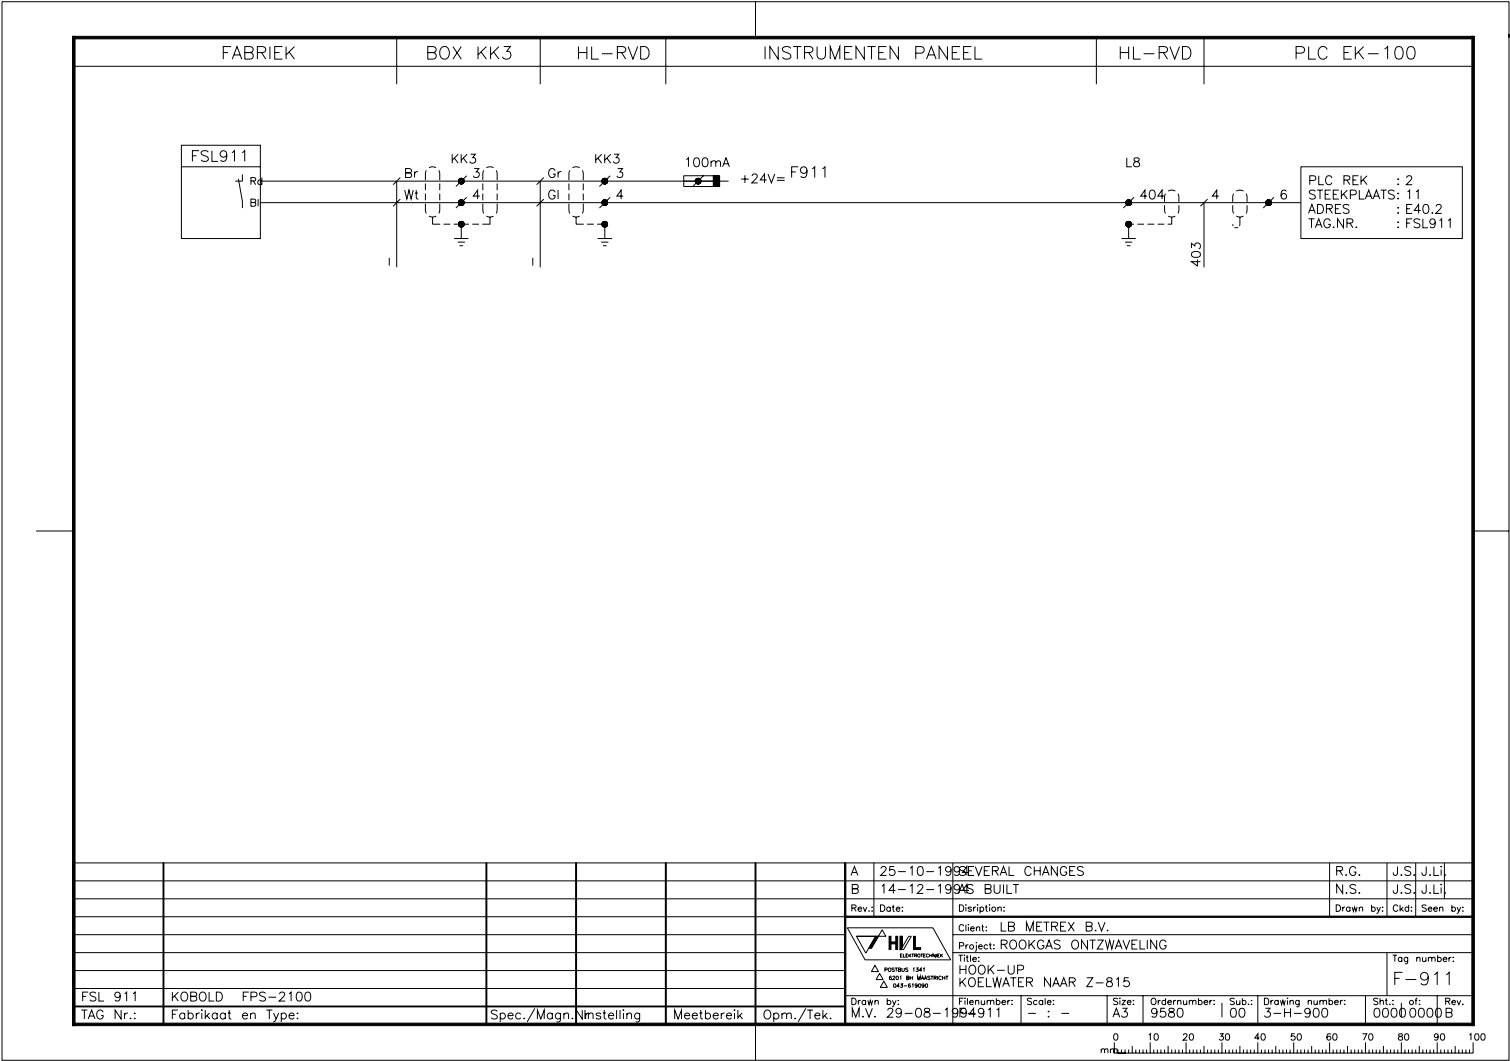 FABRIEK BOX KK3 HL-RVD INSTRUMENTEN PANEEL HL-RVD PLC EK-100
FSL911
Rd
Bl
Br
Wt
KK3
3
4
Gr
Gl
KK3
3
4
100mA
+24V= F911
L8
404
4
6
403
1
1
PLC REK : 2
STEEKPLAATS: 11
ADRES : E40.2
TAG.NR. : FSL911
A 25-10-1994 SEVERAL CHANGES R.G. J.S. J.Li.
B 14-12-1994 AS BUILT N.S. J.S. J.Li.
Rev.: Date: Disription: Drawn by: Ckd: Seen by:
HVL
ELEKTROTECHNIEK
POSTBUS 1341
6201 BH MAASTRICHT
043-619090
Client: LB METREX B.V.
Project: ROOKGAS ONTZWAVELING
Title:
HOOK-UP
KOELWATER NAAR Z-815
Tag number:
F-911
Drawn by: Filenumber: Scale: Size: Ordernumber: Sub.: Drawing number: Sht.: of: Rev.
M.V. 29-08-1994 F-911 - : - A3 9580 00 3-H-900 0000 0000 B
FSL 911 KOBOLD FPS-2100
TAG Nr.: Fabrikaat en Type: Spec./Magn.Nr. Instelling Meetbereik Opm./Tek.
0 10 20 30 40 50 60 70 80 90 100
mm